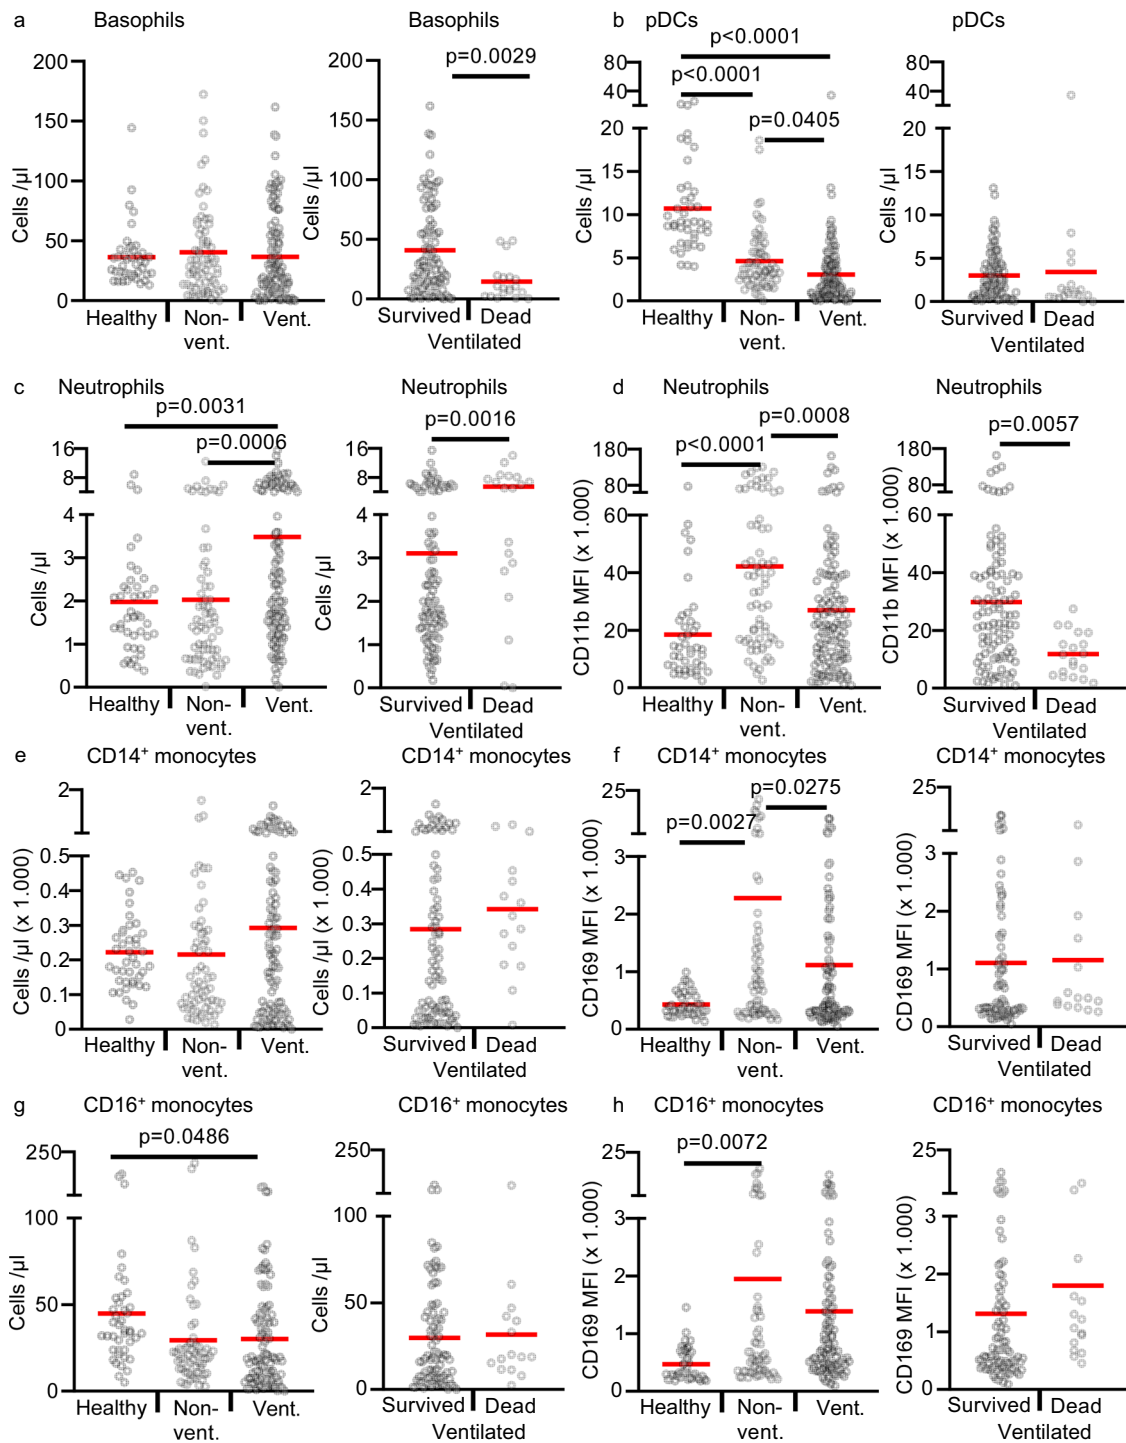 a Basophils Basophils b pDCs pDCs
p=0.0029
p<0.0001
p<0.0001
p=0.0405
Cells /µl
200
150
100
50
0
Healthy Non-vent. Vent.
Cells /µl
200
150
100
50
0
Survived Dead
Ventilated
Cells /µl
80
40
20
15
10
5
0
Healthy Non-vent. Vent.
Cells /µl
80
40
20
10
0
Survived Dead
Ventilated
c Neutrophils Neutrophils d Neutrophils Neutrophils
p=0.0031
p=0.0006
p=0.0016
p<0.0001
p=0.0008
p=0.0057
Cells /µl
16
8
4
3
2
1
0
Healthy Non-vent. Vent.
Cells /µl
16
8
4
3
2
1
0
Survived Dead
Ventilated
CD11b MFI (x 1.000)
180
80
60
40
20
0
Healthy Non-vent. Vent.
CD11b MFI (x 1.000)
180
80
60
40
20
0
Survived Dead
Ventilated
e CD14+ monocytes CD14+ monocytes f CD14+ monocytes CD14+ monocytes
p=0.0027
p=0.0275
Cells /µl (x 1.000)
2
0.5
0.4
0.3
0.2
0.1
0
Healthy Non-vent. Vent.
Cells /µl (x 1.000)
2
0.5
0.4
0.3
0.2
0.1
0
Survived Dead
Ventilated
CD169 MFI (x 1.000)
25
3
2
1
0
Healthy Non-vent. Vent.
CD169 MFI (x 1.000)
25
3
2
1
0
Survived Dead
Ventilated
g CD16+ monocytes CD16+ monocytes h CD16+ monocytes CD16+ monocytes
p=0.0486
p=0.0072
Cells /µl
250
100
50
0
Healthy Non-vent. Vent.
Cells /µl
250
100
50
0
Survived Dead
Ventilated
CD169 MFI (x 1.000)
25
3
2
1
0
Healthy Non-vent. Vent.
CD169 MFI (x 1.000)
25
3
2
1
0
Survived Dead
Ventilated